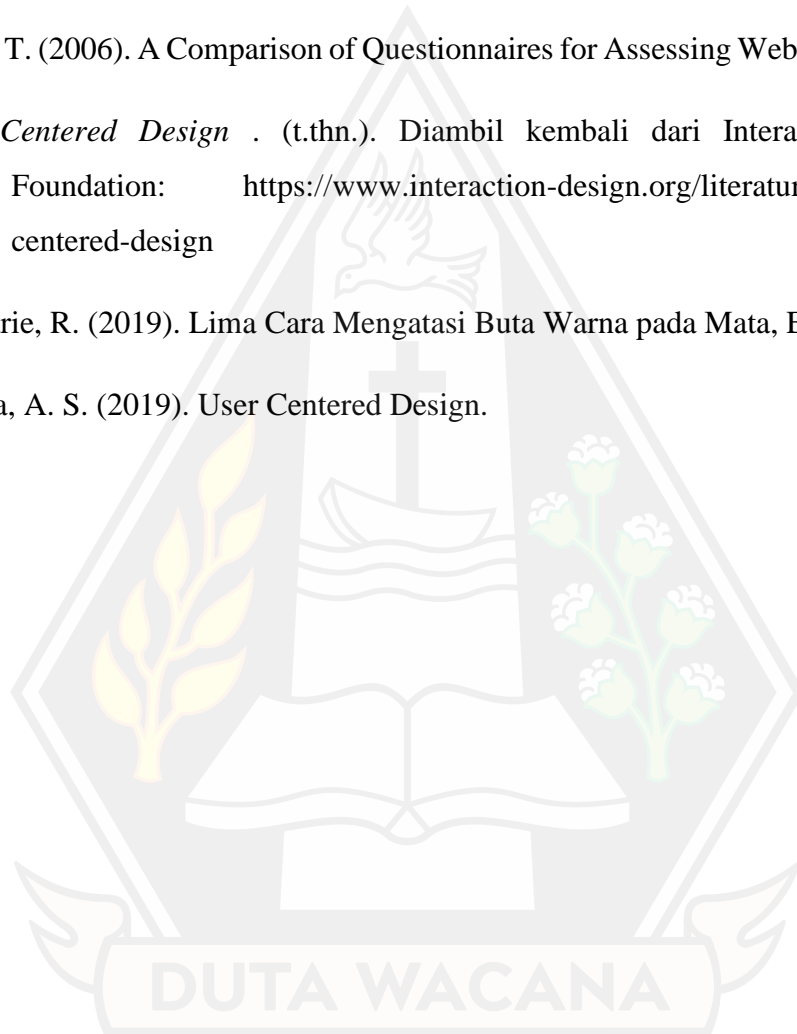 T. (2006). A Comparison of Questionnaires for Assessing Web
Centered Design . (t.thn.). Diambil kembali dari Intera
Foundation: https://www.interaction-design.org/literatur
centered-design
rie, R. (2019). Lima Cara Mengatasi Buta Warna pada Mata, B
a, A. S. (2019). User Centered Design.
DUTA WACANA